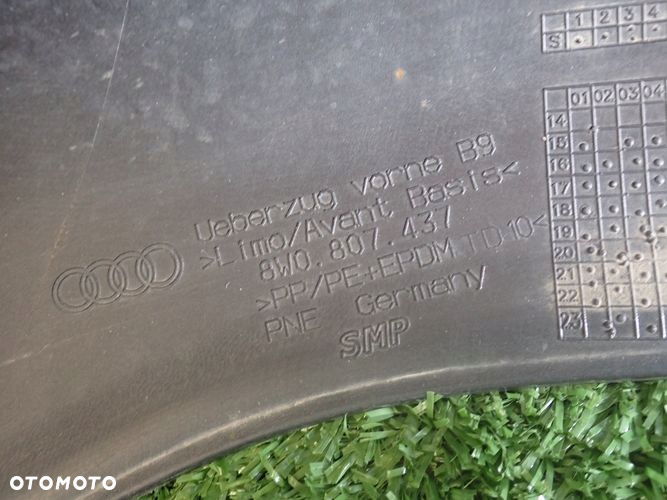 Ueberzug vorne B9
>Limo/Avant Basis<
8W0.807.437
>PP/PE+EPDM TD10<
PNE Germany
SMP
1 2 3 4
S
01 02 03 04
14
15
16
17
18
19
20
21
22
23
OTOMOTO